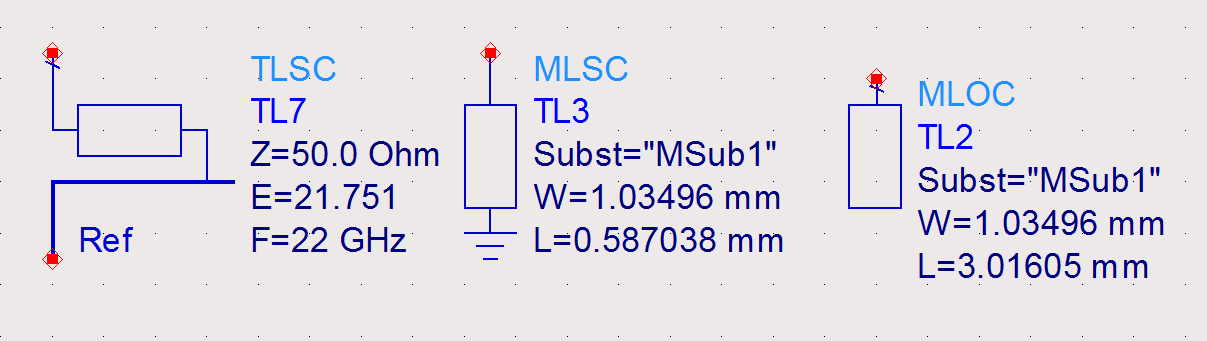 TLSC
TL7
Z=50.0 Ohm
E=21.751
F=22 GHz
Ref
MLSC
TL3
Subst="MSub1"
W=1.03496 mm
L=0.587038 mm
MLOC
TL2
Subst="MSub1"
W=1.03496 mm
L=3.01605 mm